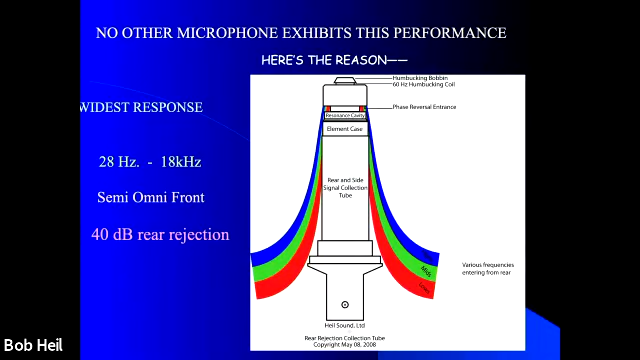 NO OTHER MICROPHONE EXHIBITS THIS PERFORMANCE
HERE'S THE REASON——
WIDEST RESPONSE
28 Hz. - 18kHz
Semi Omni Front
40 dB rear rejection
Humbucking Bobbin
60 Hz Humbucking Coil
Phase Reversal Entrance
Resonance Cavity
Element Case
Rear and Side
Signal Collection
Tube
Mids
Lows
Various frequencies
entering from rear
Heil Sound, Ltd
Rear Rejection Collection Tube
Copyright May 08, 2008
Bob Heil